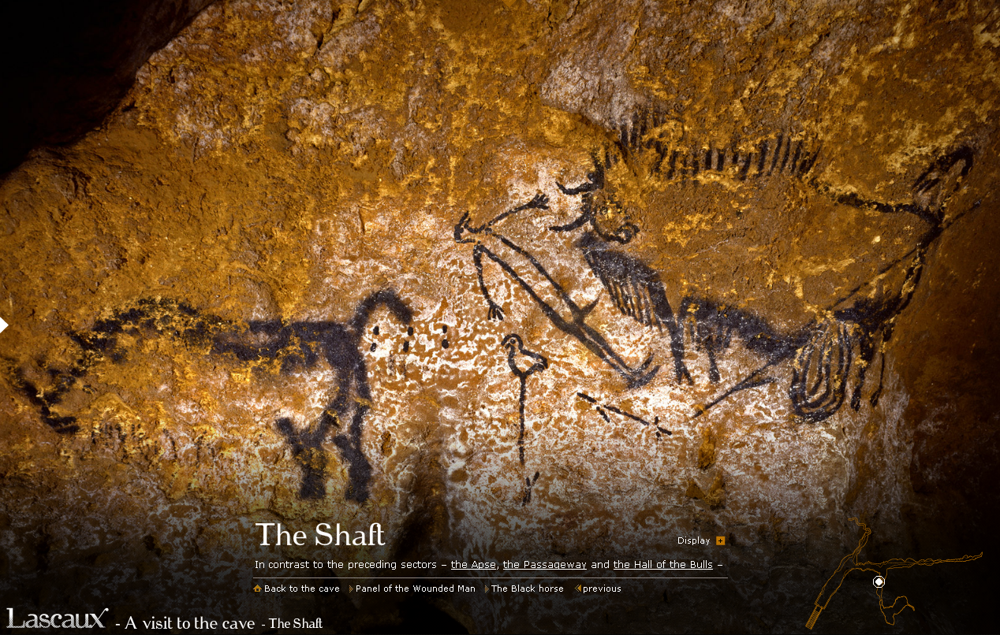 The Shaft
Display
In contrast to the preceding sectors – the Apse, the Passageway and the Hall of the Bulls –
Back to the cave Panel of the Wounded Man The Black horse previous
Lascaux - A visit to the cave - The Shaft